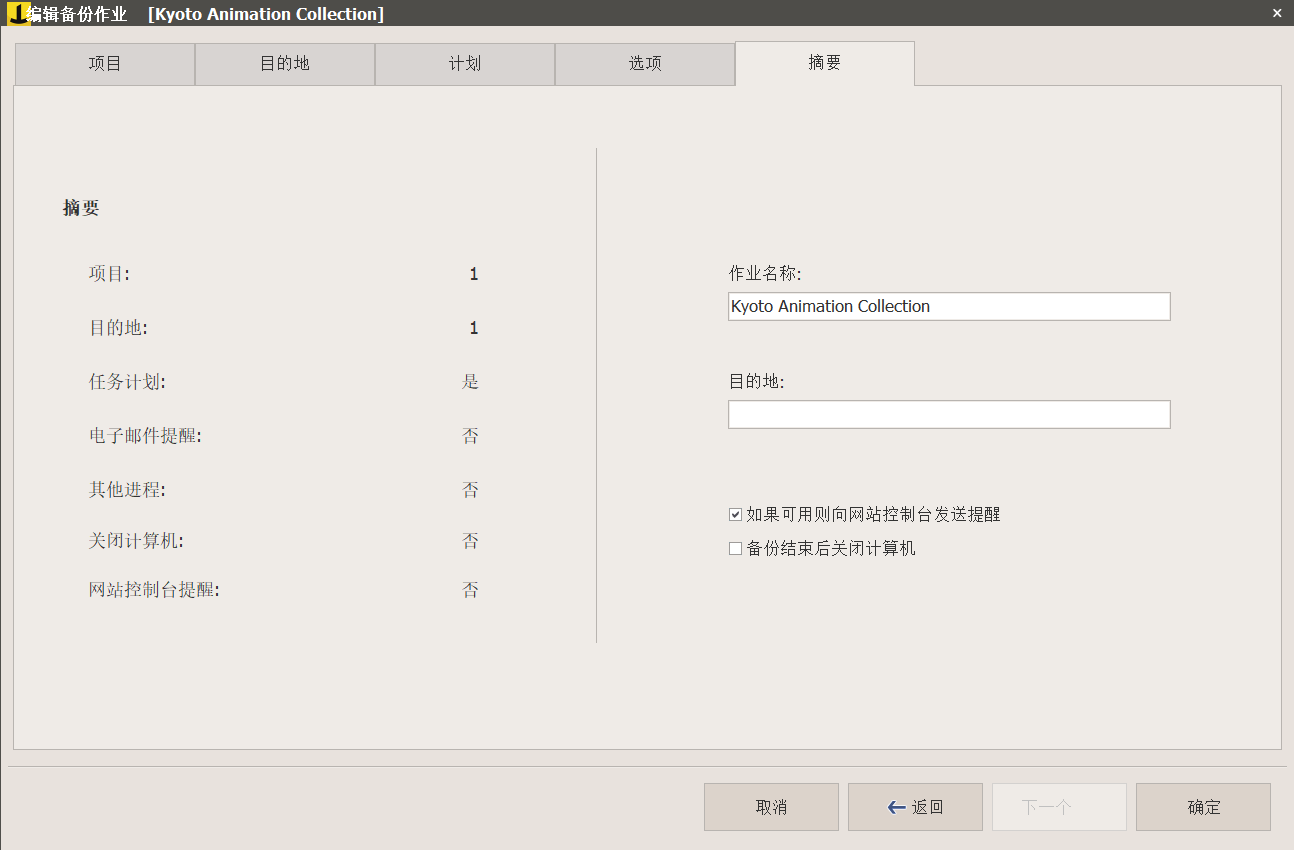 编辑备份作业 [Kyoto Animation Collection]
项目 目的地 计划 选项 摘要
摘要
项目: 1
目的地: 1
任务计划: 是
电子邮件提醒: 否
其他进程: 否
关闭计算机: 否
网站控制台提醒: 否
作业名称:
Kyoto Animation Collection
目的地:
如果可用则向网站控制台发送提醒
备份结束后关闭计算机
取消 返回 下一个 确定